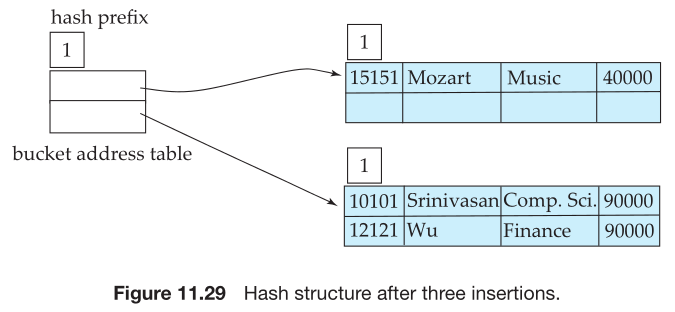 hash prefix
1
bucket address table
1
15151 Mozart Music 40000
1
10101 Srinivasan Comp. Sci. 90000
12121 Wu Finance 90000
Figure 11.29 Hash structure after three insertions.